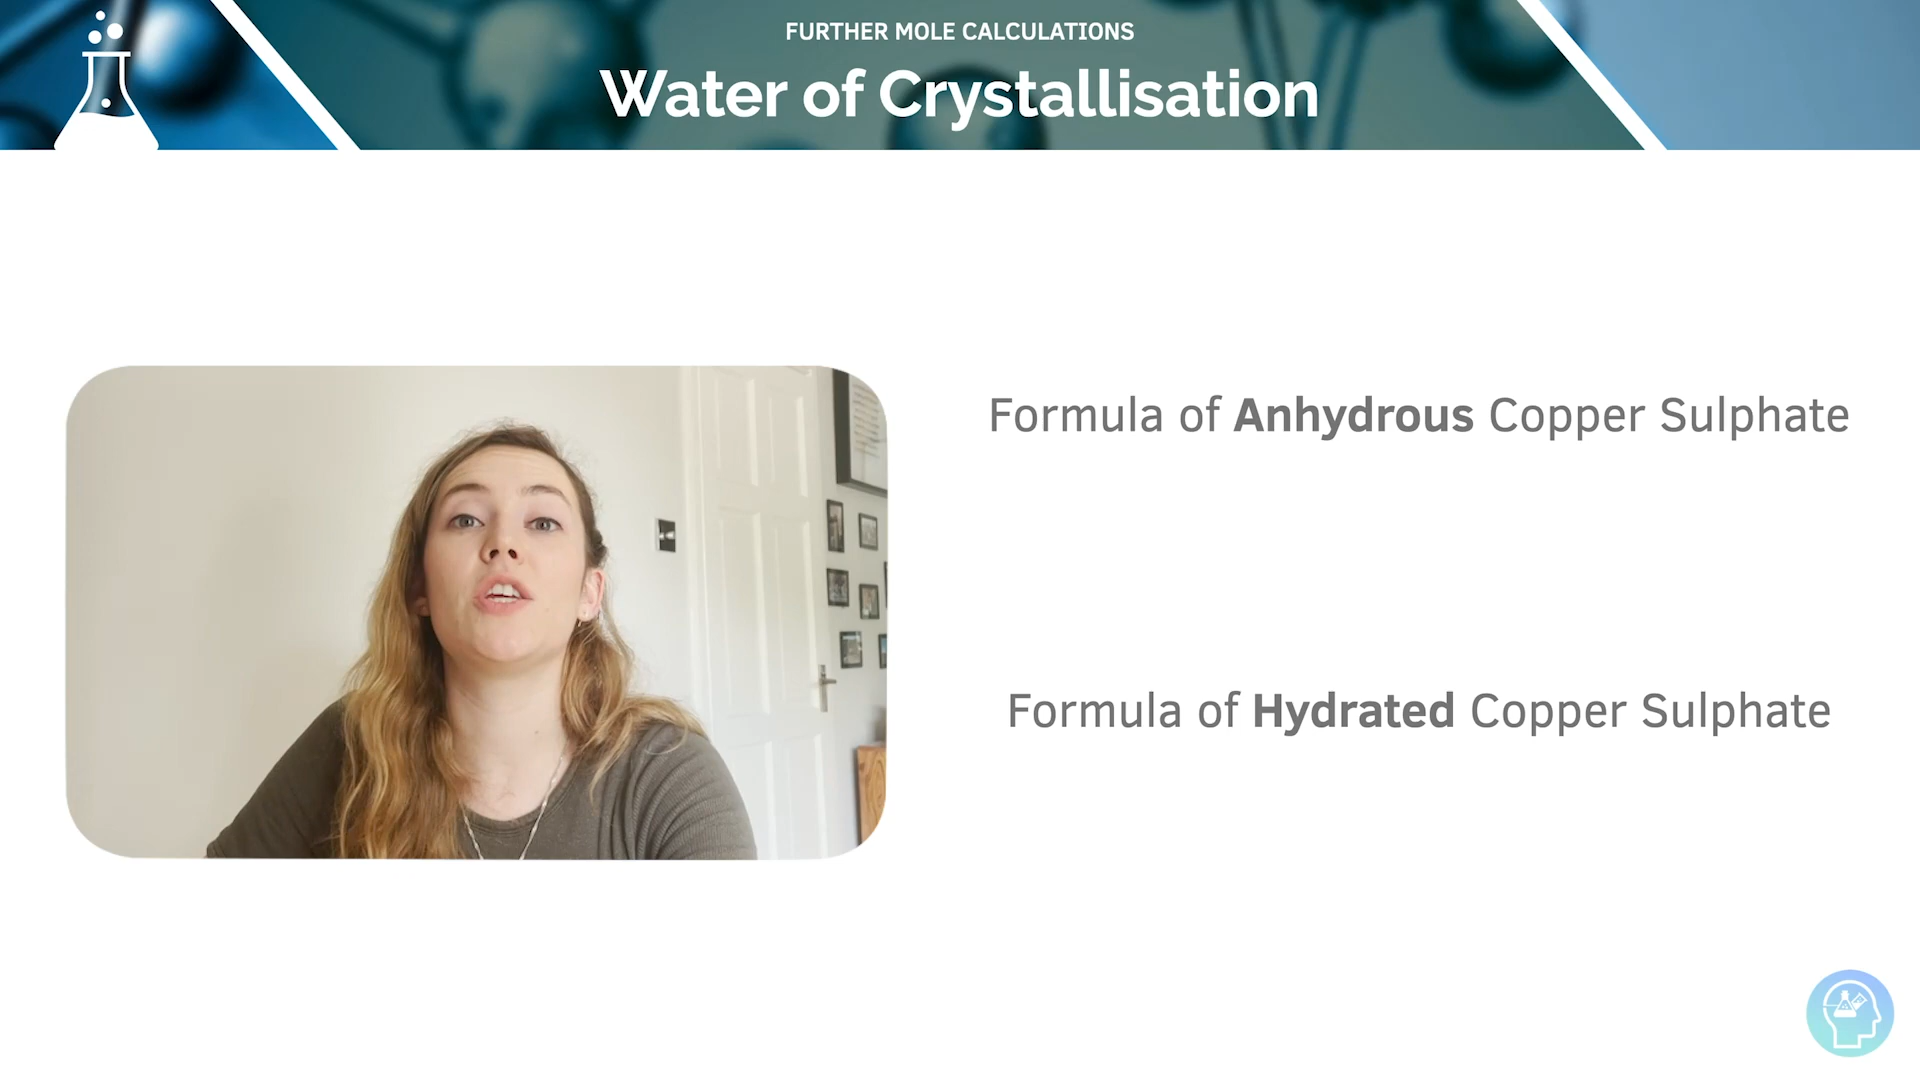 FURTHER MOLE CALCULATIONS
Water of Crystallisation
Formula of Anhydrous Copper Sulphate
Formula of Hydrated Copper Sulphate